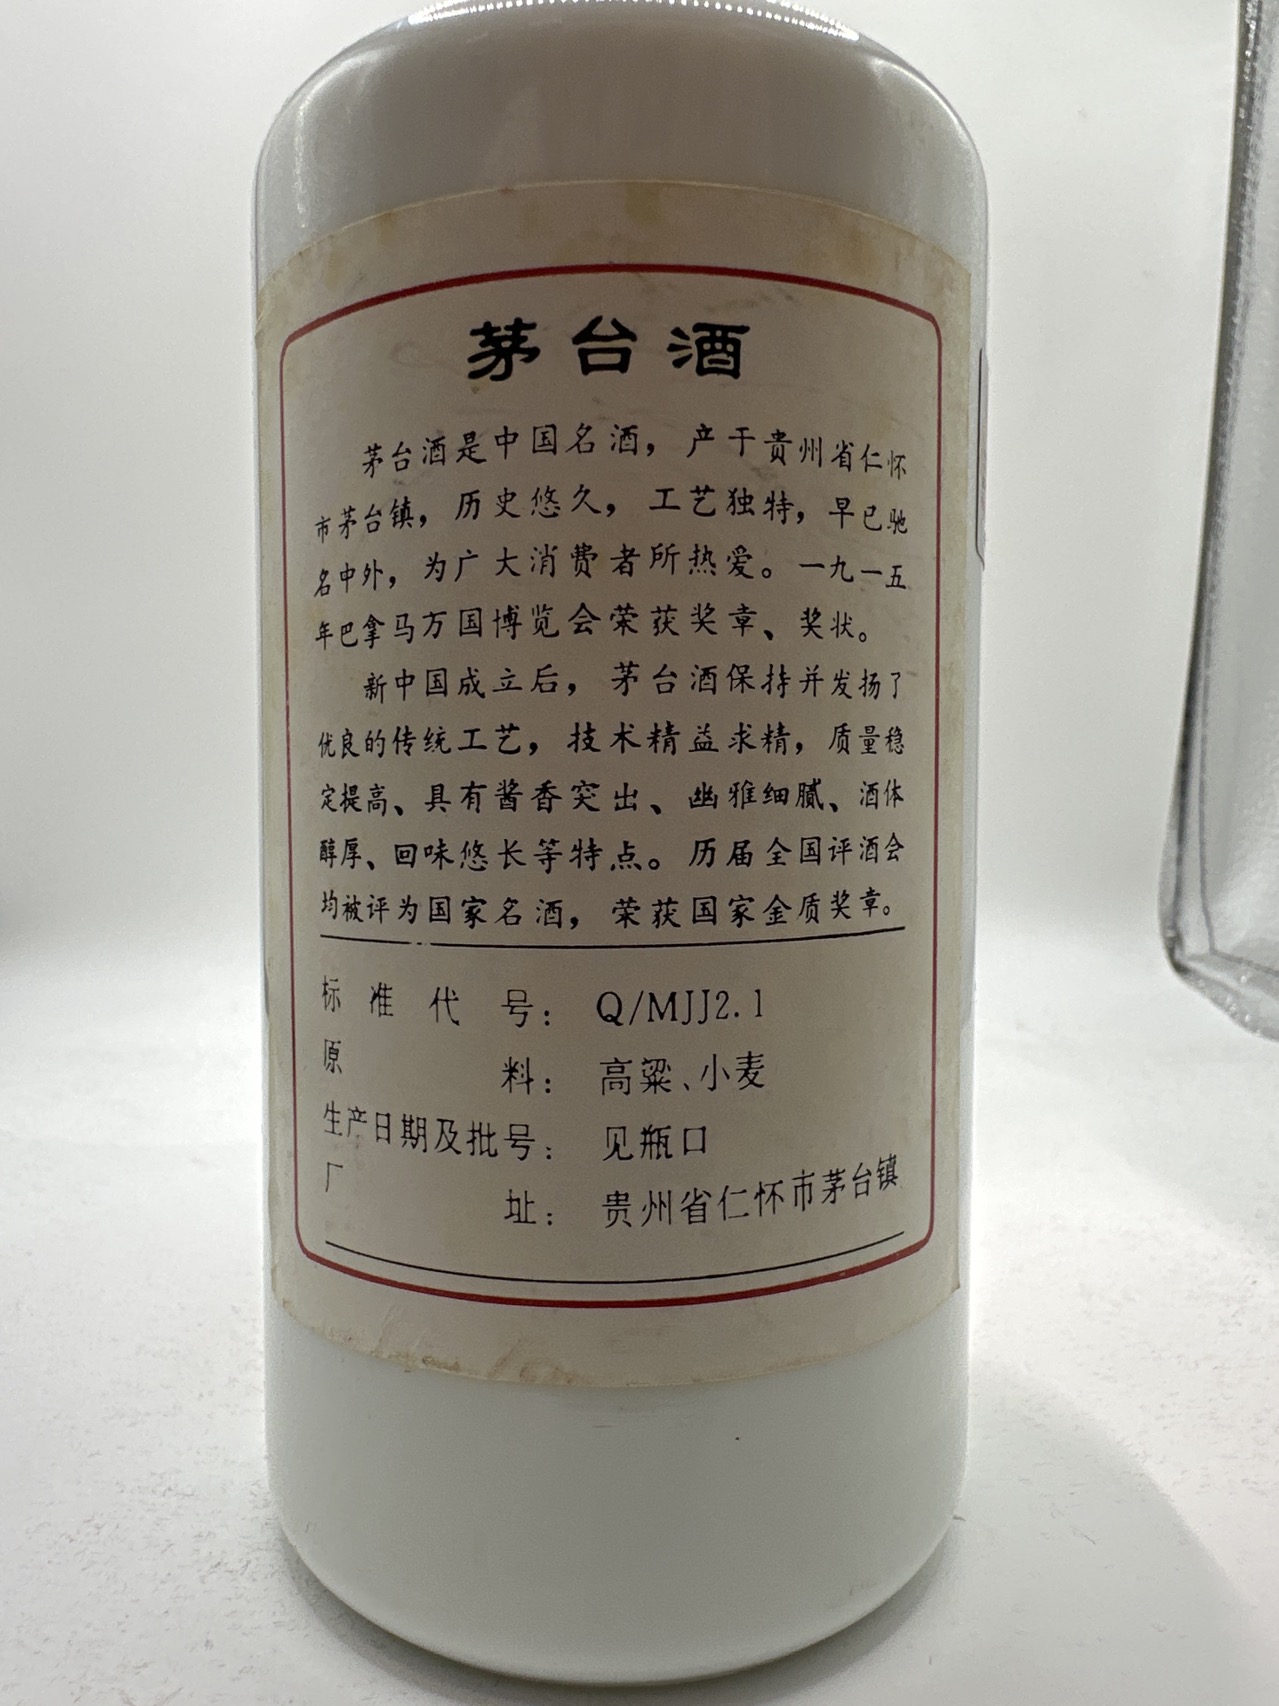 茅台酒
茅台酒是中国名酒，产于贵州省仁怀
市茅台镇，历史悠久，工艺独特，早已驰
名中外，为广大消费者所热爱。一九一五
年巴拿马万国博览会荣获奖章、奖状。
新中国成立后，茅台酒保持并发扬了
优良的传统工艺，技术精益求精，质量稳
定提高、具有酱香突出、幽雅细腻、酒体
醇厚、回味悠长等特点。历届全国评酒会
均被评为国家名酒，荣获国家金质奖章。
标准代号：Q/MJJ2.1
原料：高粱、小麦
生产日期及批号：见瓶口
厂址：贵州省仁怀市茅台镇